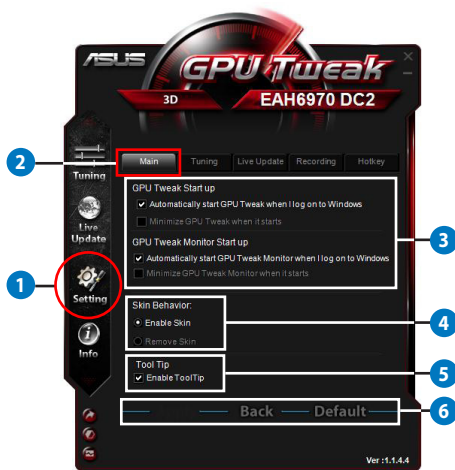 ASUS
GPU Tweak
3D EAH6970 DC2
Main Tuning Live Update Recording Hotkey
Tuning
Live
Update
Setting
Info
GPU Tweak Start up
Automatically start GPU Tweak when I log on to Windows
Minimize GPU Tweak when it starts
GPU Tweak Monitor Start up
Automatically start GPU Tweak Monitor when I log on to Windows
Minimize GPU Tweak Monitor when it starts
Skin Behavior:
Enable Skin
Remove Skin
Tool Tip
Enable ToolTip
Back Default
Ver :1.1.4.4
1
2
3
4
5
6